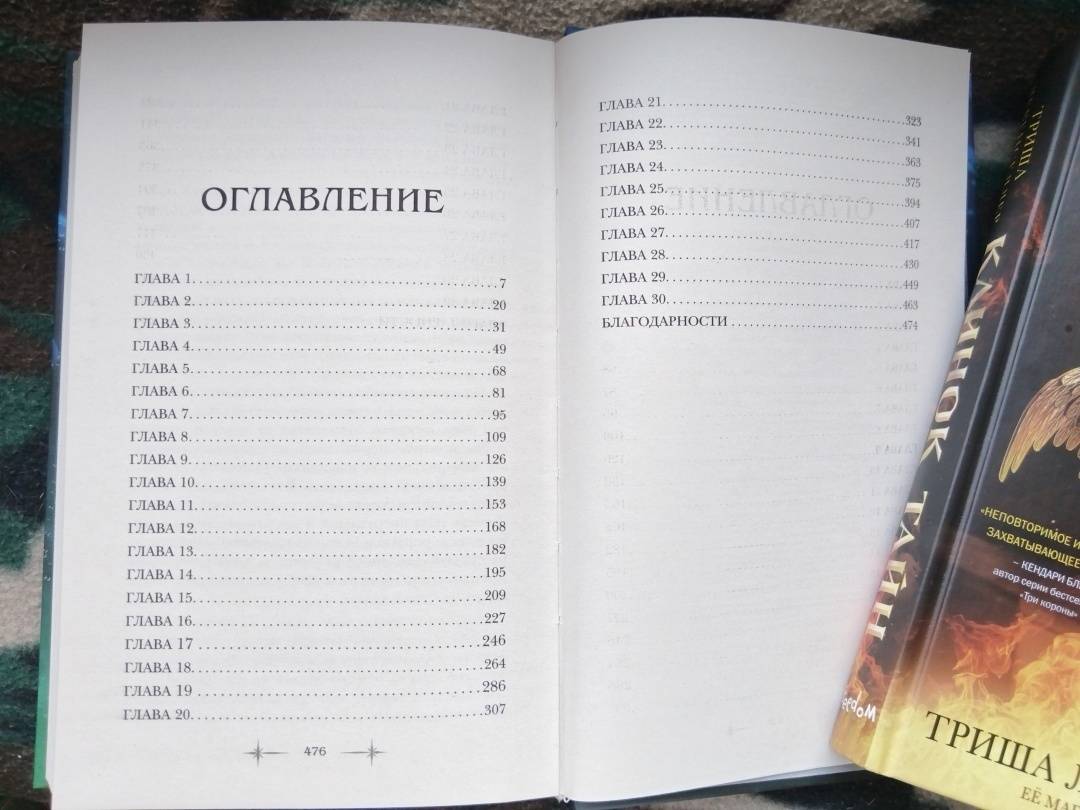 ОГЛАВЛЕНИЕ
ГЛАВА 1. 7
ГЛАВА 2. 20
ГЛАВА 3. 31
ГЛАВА 4. 49
ГЛАВА 5. 68
ГЛАВА 6. 81
ГЛАВА 7. 95
ГЛАВА 8. 109
ГЛАВА 9. 126
ГЛАВА 10. 139
ГЛАВА 11. 153
ГЛАВА 12. 168
ГЛАВА 13. 182
ГЛАВА 14. 195
ГЛАВА 15. 209
ГЛАВА 16. 227
ГЛАВА 17 246
ГЛАВА 18. 264
ГЛАВА 19 286
ГЛАВА 20. 307
476
ГЛАВА 21. 323
ГЛАВА 22. 341
ГЛАВА 23. 363
ГЛАВА 24. 375
ГЛАВА 25. 394
ГЛАВА 26. 407
ГЛАВА 27. 417
ГЛАВА 28. 430
ГЛАВА 29. 449
ГЛАВА 30. 463
БЛАГОДАРНОСТИ 474
ТРИША
КЛИНОК ТАЙН
«НЕПОВТОРИМОЕ И
ЗАХВАТЫВАЮЩЕЕ
– КЕНДАРИ БЛ
автор серии бестсе
«Три короны»
ТРИША
ЕЁ МА